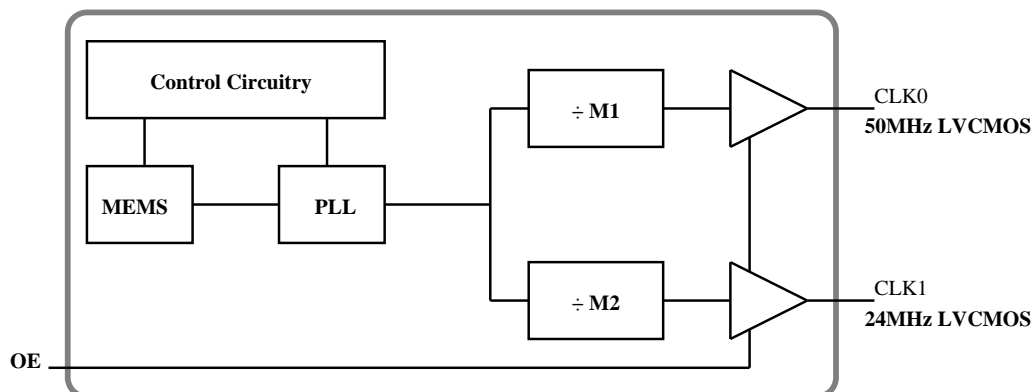 Control Circuitry
MEMS
PLL
÷ M1
÷ M2
CLK0
50MHz LVCMOS
CLK1
24MHz LVCMOS
OE